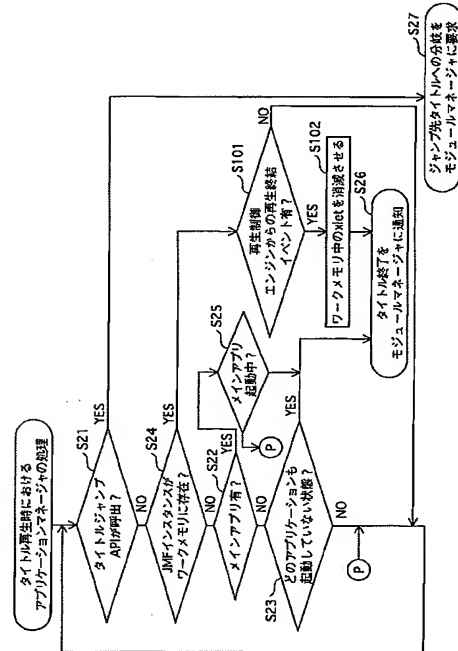 タイトル再生時における
アプリケーションマネージャの処理
S21
タイトルジャンプ
APIが呼出？
YES
NO
S24
JMFインスタンスが
ワークメモリに存在？
YES
NO
S22
メインアプリ有？
YES
NO
S23
どのアプリケーションも
起動していない状態？
YES
NO
P
S25
メインアプリ
起動中？
P
S101
再生制御
エンジンからの再生終結
イベント有？
NO
YES
S102
ワークメモリ中のxletを消滅させる
S26
タイトル終了を
モジュールマネージャに通知
S27
ジャンプ先タイトルへの分岐を
モジュールマネージャに要求